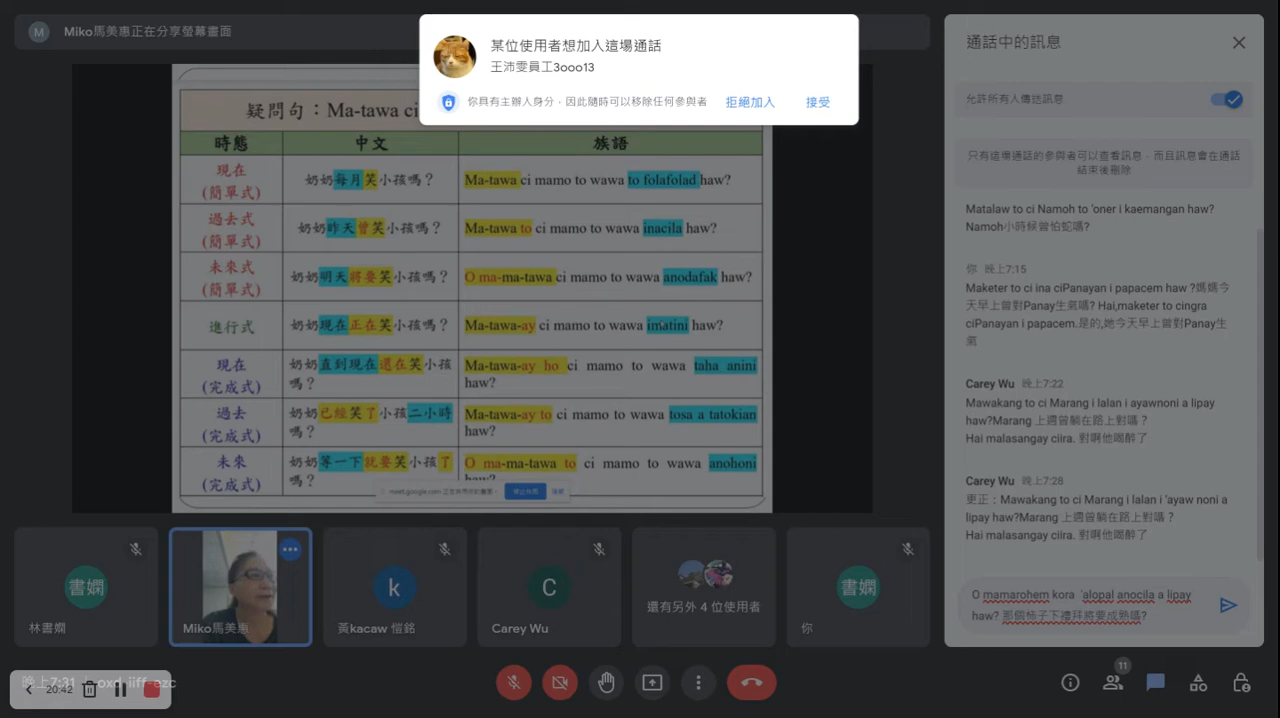 M Miko馬美惠正在分享螢幕畫面
某位使用者想加入這場通話
王沛雯員工3ooo13
你具有主辦人身分，因此隨時可以移除任何參與者 拒絕加入 接受
疑問句：Ma-tawa ci
時態 中文 族語
現在
(簡單式)
奶奶每月笑小孩嗎？
Ma-tawa ci mamo to wawa to folafolad haw?
過去式
(簡單式)
奶奶昨天曾笑小孩嗎？
Ma-tawa to ci mamo to wawa inacila haw?
未來式
(簡單式)
奶奶明天將要笑小孩嗎？
O ma-ma-tawa ci mamo to wawa anodafak haw?
進行式
奶奶現在正在笑小孩嗎？
Ma-tawa-ay ci mamo to wawa imatini haw?
現在
(完成式)
奶奶直到現在還在笑小孩
嗎？
Ma-tawa-ay ho ci mamo to wawa taha anini
haw?
過去
(完成式)
奶奶已經笑了小孩二小時
嗎？
Ma-tawa-ay to ci mamo to wawa tosa a tatokian
haw?
未來
(完成式)
奶奶等一下就要笑小孩了
嗎？
O ma-ma-tawa to ci mamo to wawa anohoni
haw?
書嫻
林書嫻
Miko馬美惠
k
黃kacaw 愷銘
C
Carey Wu
還有另外 4 位使用者
書嫻
你
晚上7:31
20:42
通話中的訊息
允許所有人傳送訊息
只有這場通話的參與者可以查看訊息，而且訊息會在通話
結束後刪除
Matalaw to ci Namoh to 'oner i kaemangan haw?
Namoh小時候曾怕蛇嗎?
你 晚上7:15
Maketer to ci ina ciPanayan i papacem haw ?媽媽今
天早上曾對Panay生氣嗎? Hai,maketer to cingra
ciPanayan i papacem.是的,她今天早上曾對Panay生
氣
Carey Wu 晚上7:22
Mawakang to ci Marang i lalan i ayawnoni a lipay
haw?Marang 上週曾躺在路上對嗎？
Hai malasangay ciira. 對啊他喝醉了
Carey Wu 晚上7:28
更正：Mawakang to ci Marang i lalan i 'ayaw noni a
lipay haw?Marang 上週曾躺在路上對嗎？
Hai malasangay ciira. 對啊他喝醉了
O mamarohem kora 'alopal anocila a lipay
haw? 那個柿子下禮拜將要成熟嗎?
11